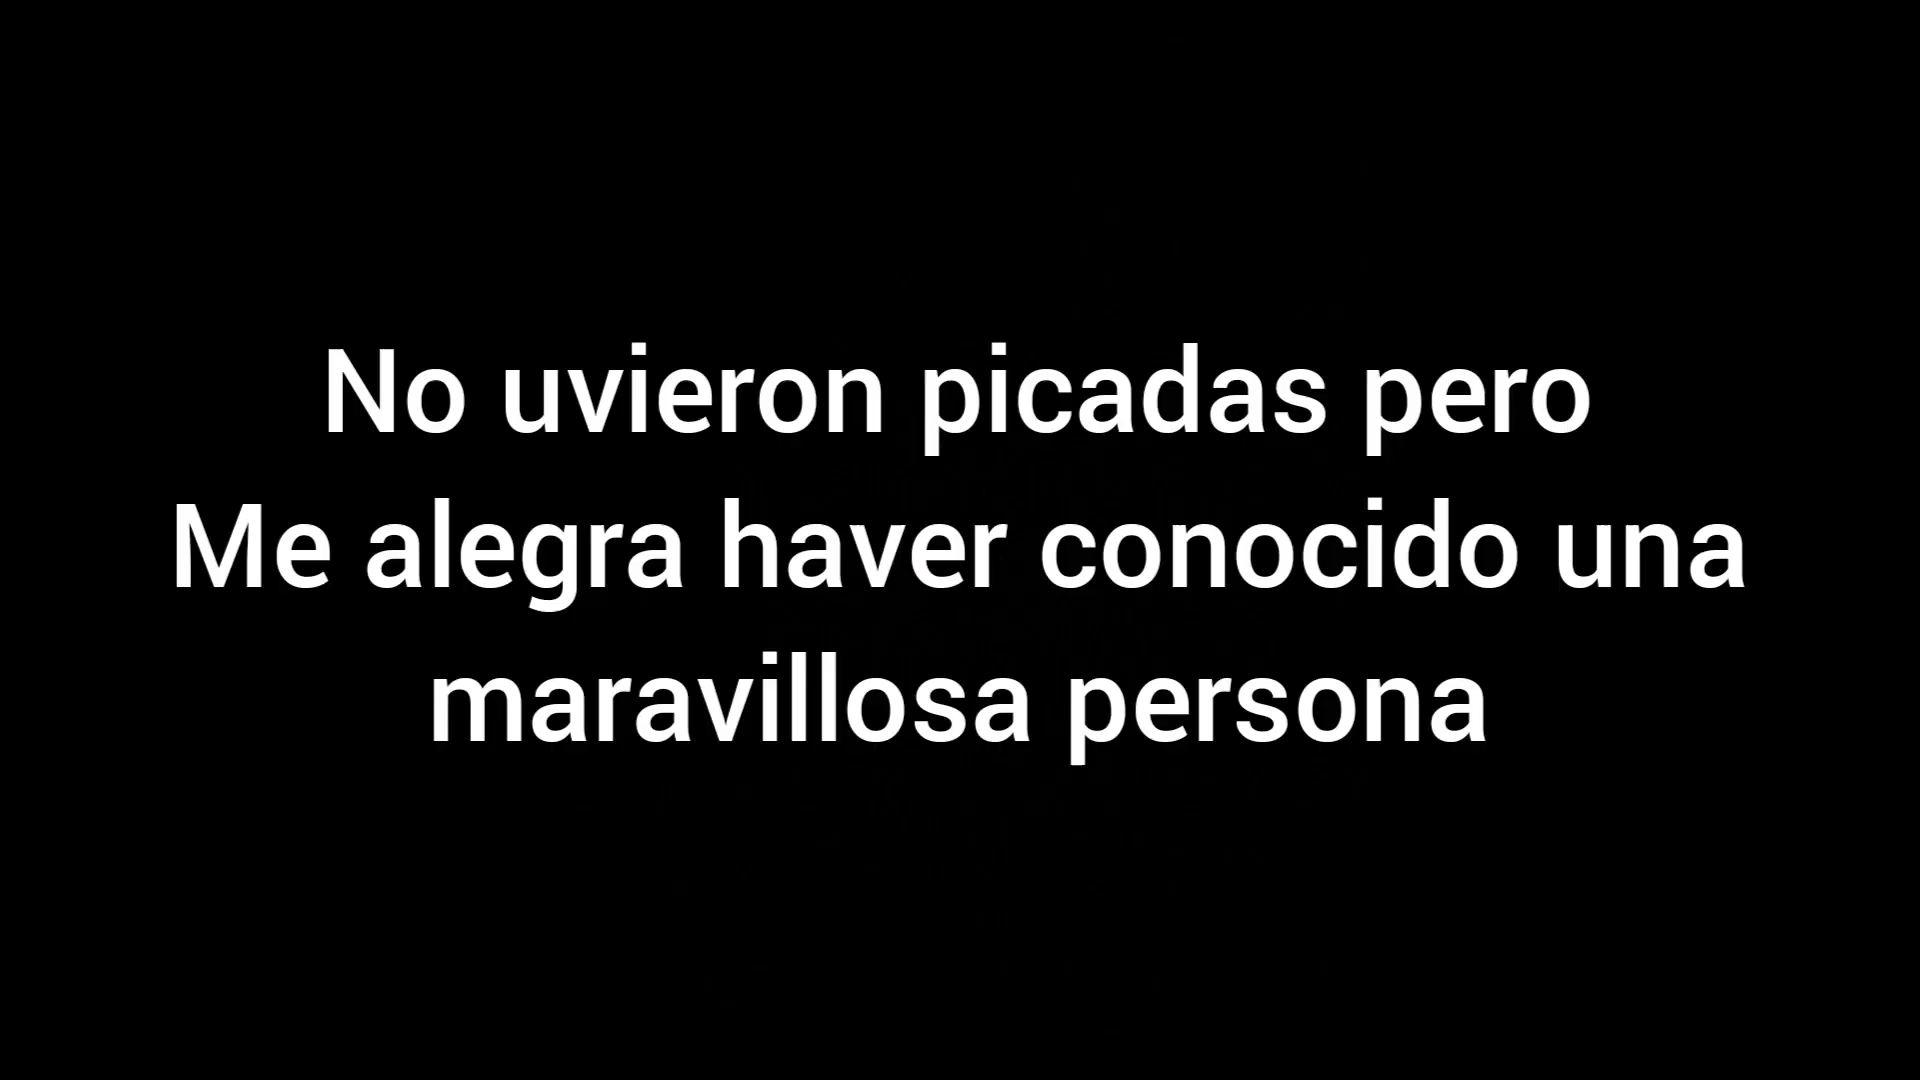 No uvieron picadas pero
Me alegra haver conocido una
maravillosa persona